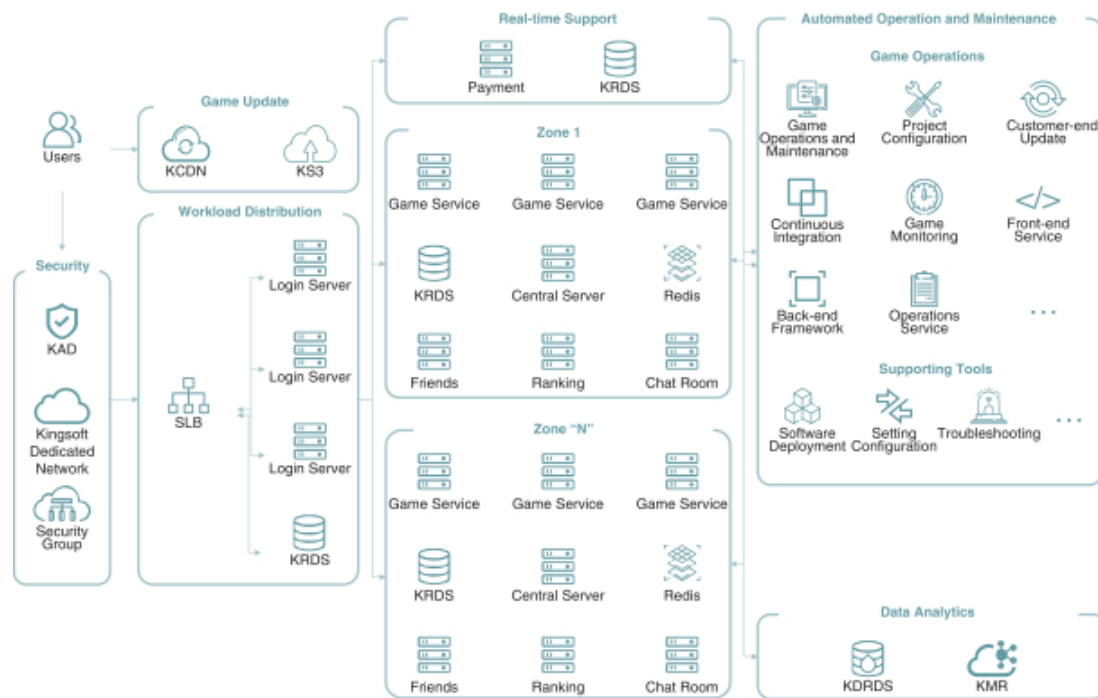 Real-time Support
Payment
KRDS
Automated Operation and Maintenance
Game Operations
Game
Operations and
Maintenance
Project
Configuration
Customer-end
Update
Continuous
Integration
Game
Monitoring
Front-end
Service
Back-end
Framework
Operations
Service
...
Supporting Tools
Software
Deployment
Setting
Configuration
Troubleshooting
...
Users
Game Update
KCDN
KS3
Zone 1
Game Service
Game Service
Game Service
KRDS
Central Server
Redis
Friends
Ranking
Chat Room
Security
KAD
Kingsoft
Dedicated
Network
Security
Group
Workload Distribution
Login Server
Login Server
SLB
Login Server
KRDS
Zone “N”
Game Service
Game Service
Game Service
KRDS
Central Server
Redis
Friends
Ranking
Chat Room
Data Analytics
KDRDS
KMR